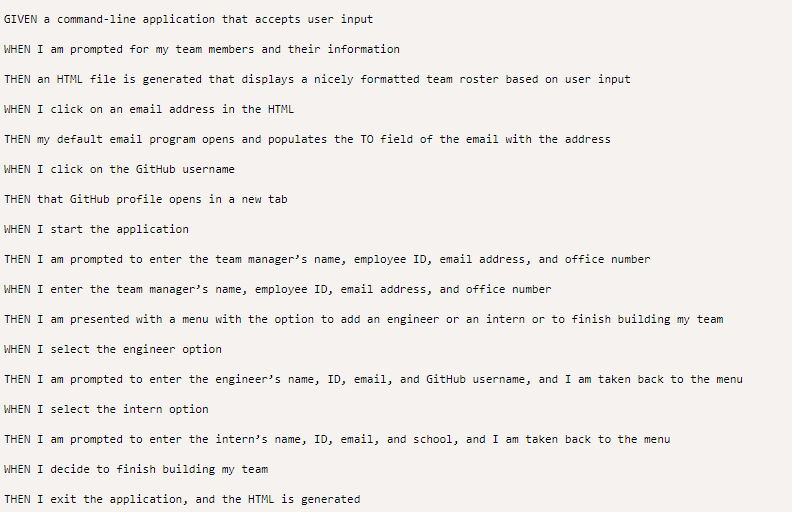 GIVEN a command-line application that accepts user input
WHEN I am prompted for my team members and their information
THEN an HTML file is generated that displays a nicely formatted team roster based on user input
WHEN I click on an email address in the HTML
THEN my default email program opens and populates the TO field of the email with the address
WHEN I click on the GitHub username
THEN that GitHub profile opens in a new tab
WHEN I start the application
THEN I am prompted to enter the team manager’s name, employee ID, email address, and office number
WHEN I enter the team manager’s name, employee ID, email address, and office number
THEN I am presented with a menu with the option to add an engineer or an intern or to finish building my team
WHEN I select the engineer option
THEN I am prompted to enter the engineer’s name, ID, email, and GitHub username, and I am taken back to the menu
WHEN I select the intern option
THEN I am prompted to enter the intern’s name, ID, email, and school, and I am taken back to the menu
WHEN I decide to finish building my team
THEN I exit the application, and the HTML is generated